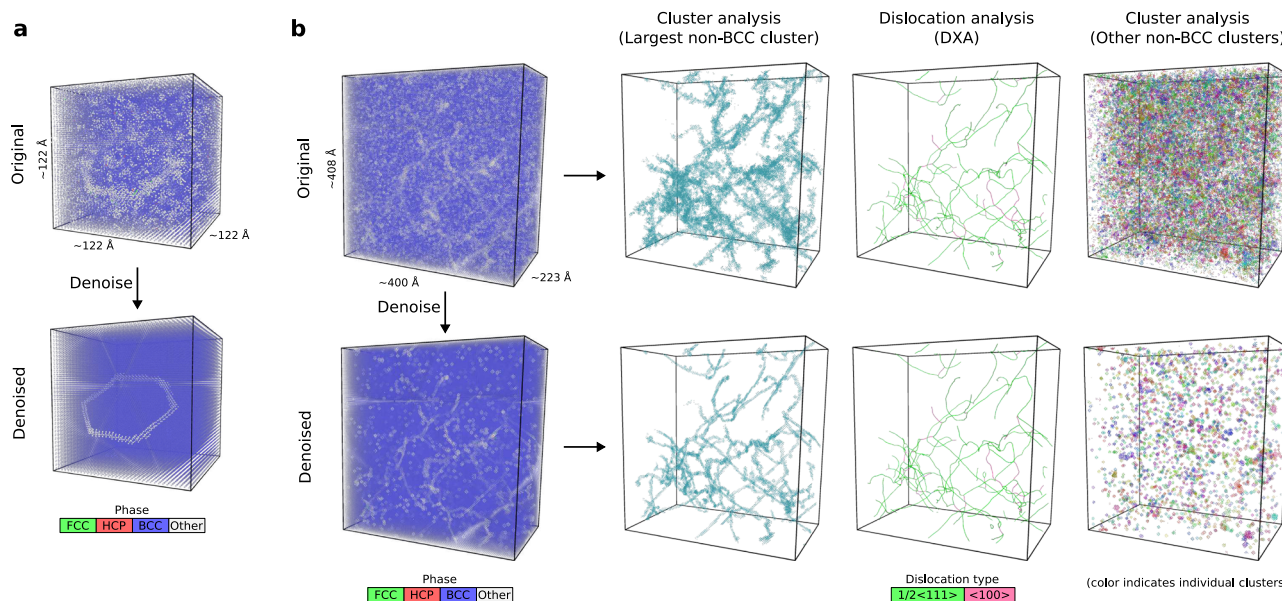 a
Original
~122 Å
~122 Å
~122 Å
Denoise
Denoised
Phase
FCC HCP BCC Other
b
Original
~408 Å
~400 Å
~223 Å
Denoise
Denoised
Phase
FCC HCP BCC Other
Cluster analysis
(Largest non-BCC cluster)
Dislocation analysis
(DXA)
Dislocation type
1/2<111> <100>
Cluster analysis
(Other non-BCC clusters)
(color indicates individual clusters